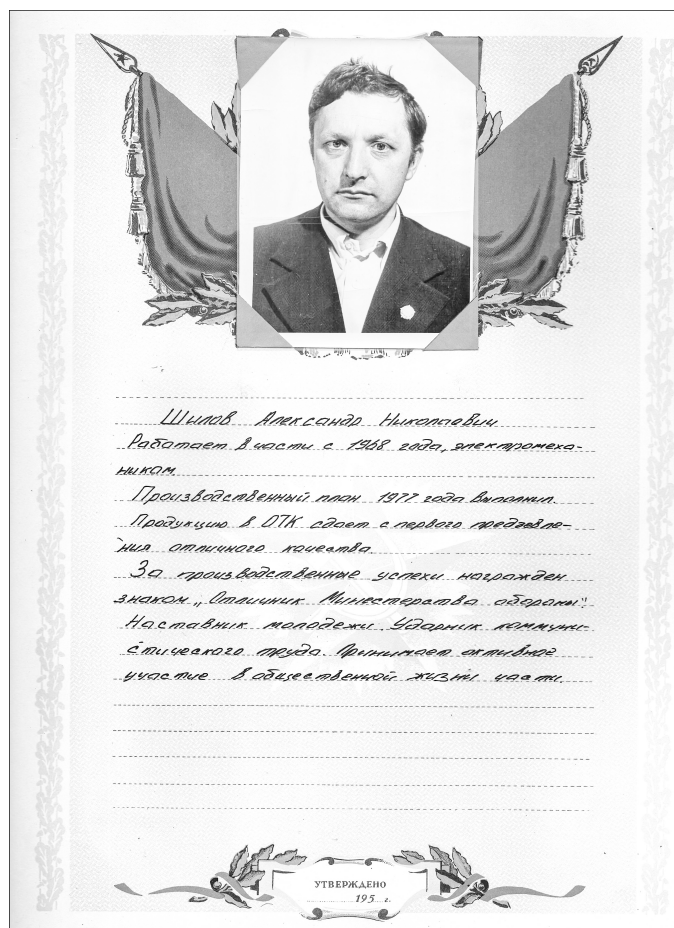 Шилов Александр Николаевич
Работает в части с 1968 года, электромеха-
ником.
Производственный план 1977 года выполнил.
Продукцию в ОТК сдает с первого предъявле-
ния отличного качества.
За производственные успехи награжден
знаком „Отличник Министерства обороны".
Наставник молодежи. Ударник коммуни-
стического труда. Принимает активное
участие в общественной жизни части.
УТВЕРЖДЕНО
195 г.